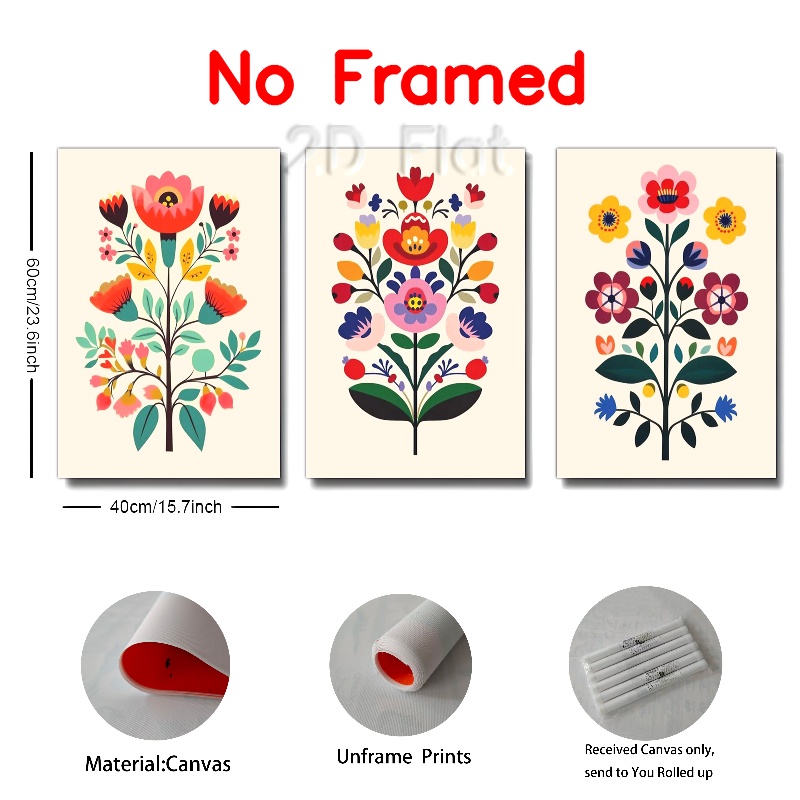 No Framed
2D Flat
60cm/23.6inch
40cm/15.7inch
Material:Canvas
Unframe Prints
Received Canvas only,
send to You Rolled up